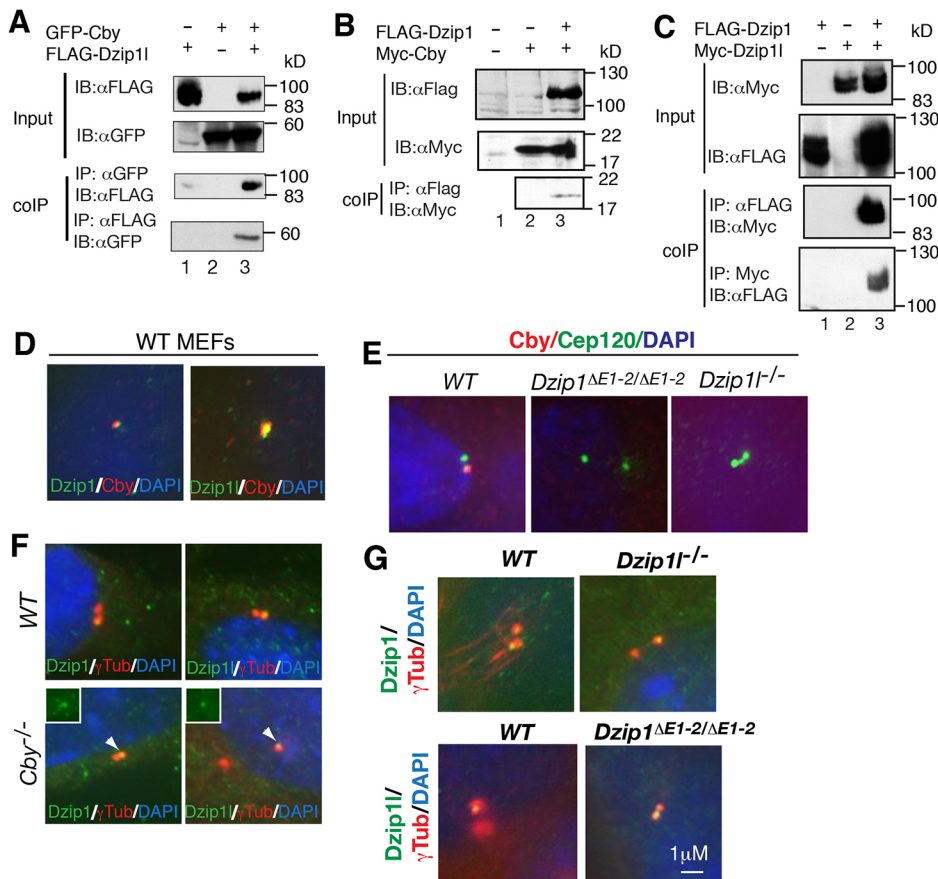 A
GFP-Cby - + +
FLAG-Dzip1l + - +
kD
Input
IB:αFLAG
100
83
IB:αGFP
60
coIP
IP: αGFP
IB:αFLAG
100
83
IP: αFLAG
IB:αGFP
60
1 2 3
B
FLAG-Dzip1 - - +
Myc-Cby - + +
kD
Input
IB:αFlag
130
100
IB:αMyc
22
17
coIP
IP: αFlag
IB:αMyc
22
17
1 2 3
C
FLAG-Dzip1 + - +
Myc-Dzip1l - + +
kD
Input
IB:αMyc
100
83
IB:αFLAG
130
100
coIP
IP: αFLAG
IB:αMyc
100
83
IP: Myc
IB:αFLAG
130
100
1 2 3
D
WT MEFs
Dzip1/Cby/DAPI
Dzip1l/Cby/DAPI
E
Cby/Cep120/DAPI
WT
Dzip1ΔE1-2/ΔE1-2
Dzip1l-/-
F
WT
Dzip1/γTub/DAPI
Dzip1l/γTub/DAPI
Cby-/-
Dzip1/γTub/DAPI
Dzip1l/γTub/DAPI
G
WT
Dzip1l-/-
Dzip1/
γTub/DAPI
WT
Dzip1ΔE1-2/ΔE1-2
Dzip1l/
γTub/DAPI
1μM